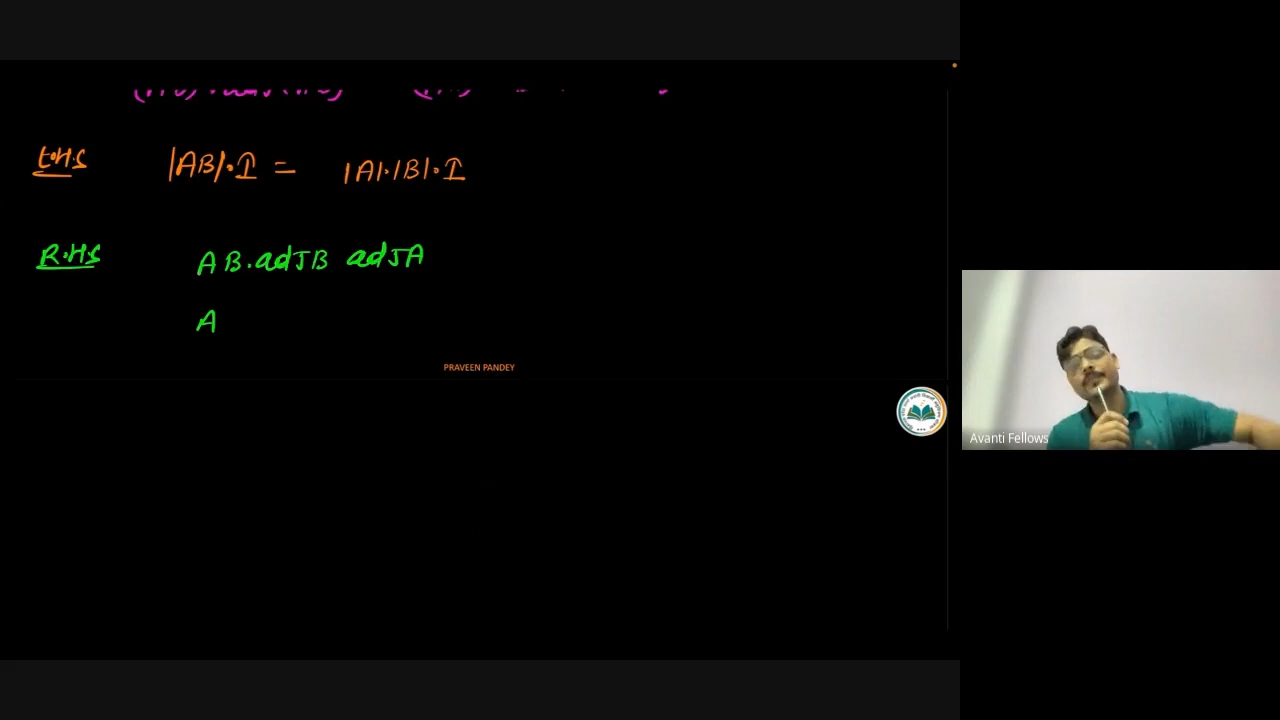 L.H.S |AB|.I = |A|.|B|.I
R.H.S AB.adJB adJA
A
PRAVEEN PANDEY
Avanti Fellows